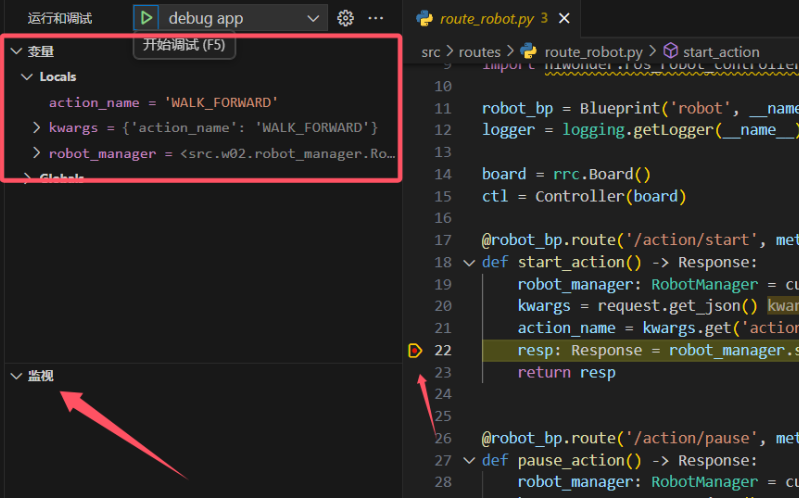 运行和调试
debug app
开始调试 (F5)
变量
Locals
action_name = 'WALK_FORWARD'
kwargs = {'action_name': 'WALK_FORWARD'}
robot_manager = <src.w02.robot_manager.Ro...
Globals
监视
route_robot.py 3
src > routes > route_robot.py > start_action()
9 import hiwonder.ros_robot_controller
10
11 robot_bp = Blueprint('robot', __name__
12 logger = logging.getLogger(__name__)
13
14 board = rrc.Board()
15 ctl = Controller(board)
16
17 @robot_bp.route('/action/start', met
18 def start_action() -> Response:
19 robot_manager: RobotManager = cu
20 kwargs = request.get_json() kwar
21 action_name = kwargs.get('action
22 resp: Response = robot_manager.s
23 return resp
24
25
26 @robot_bp.route('/action/pause', met
27 def pause_action() -> Response:
28 robot_manager: RobotManager = cu